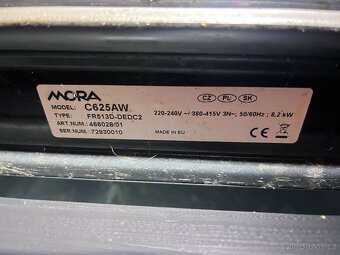 MORA
CZ PL SK
MODEL: C625AW
TYPE: FR513D-DEDC2
220-240V ~/ 380-415V 3N~; 50/60Hz ; 8,2 kW
ART.NUM.: 466028/01
SER.NUM.: 72930010
MADE IN EU
CE